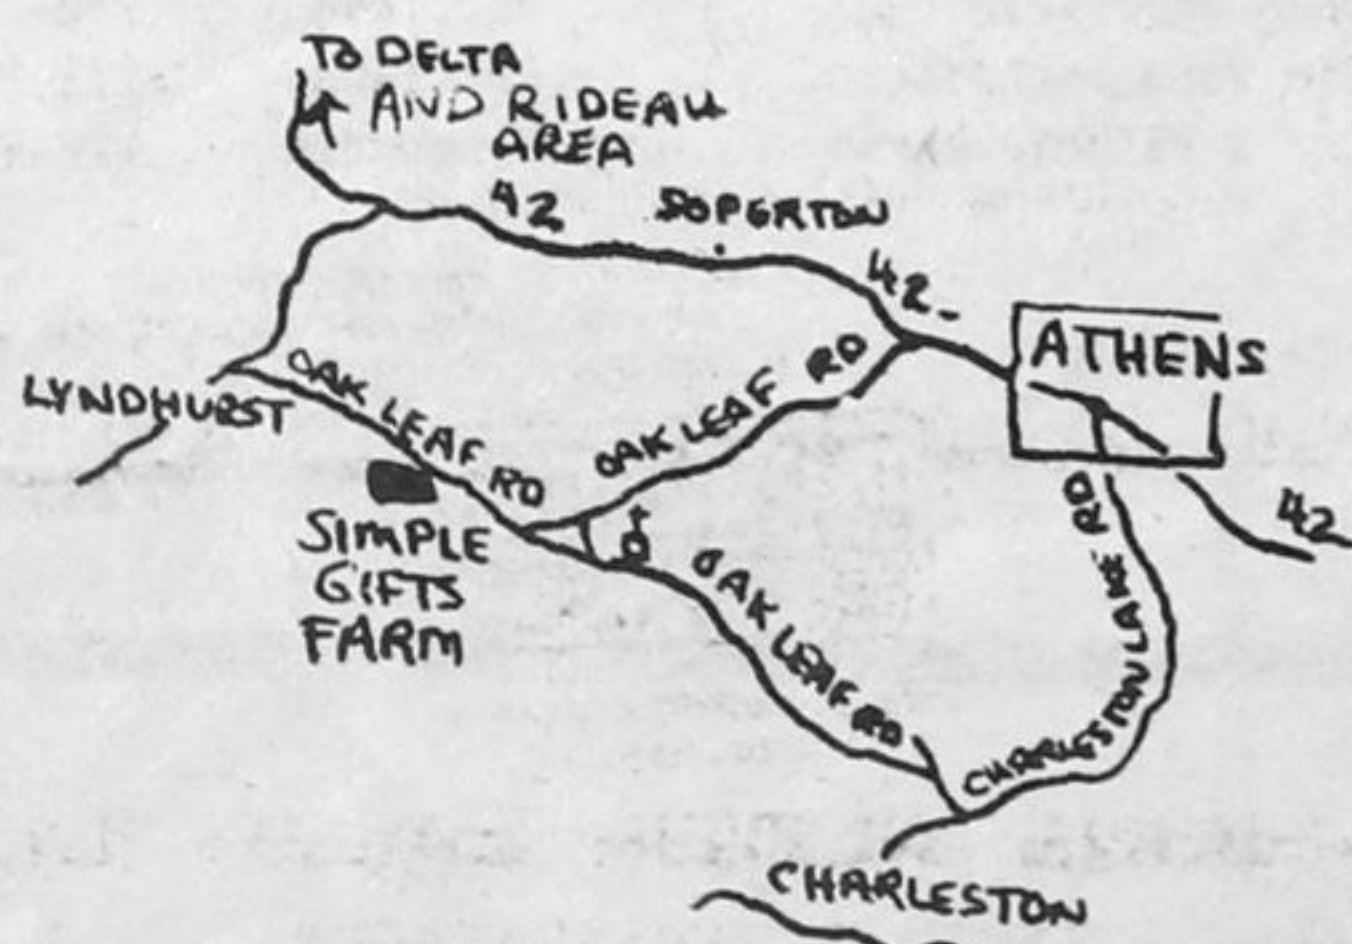 TO DELTA
AND RIDEAU
AREA
42
SOPERTON
42
ATHENS
OAK LEAF RD
OAK LEAF RD
LYNDHURST
SIMPLE
GIFTS
FARM
OAK LEAF RD
CHARLESTON LAKE RD
42
CHARLESTON